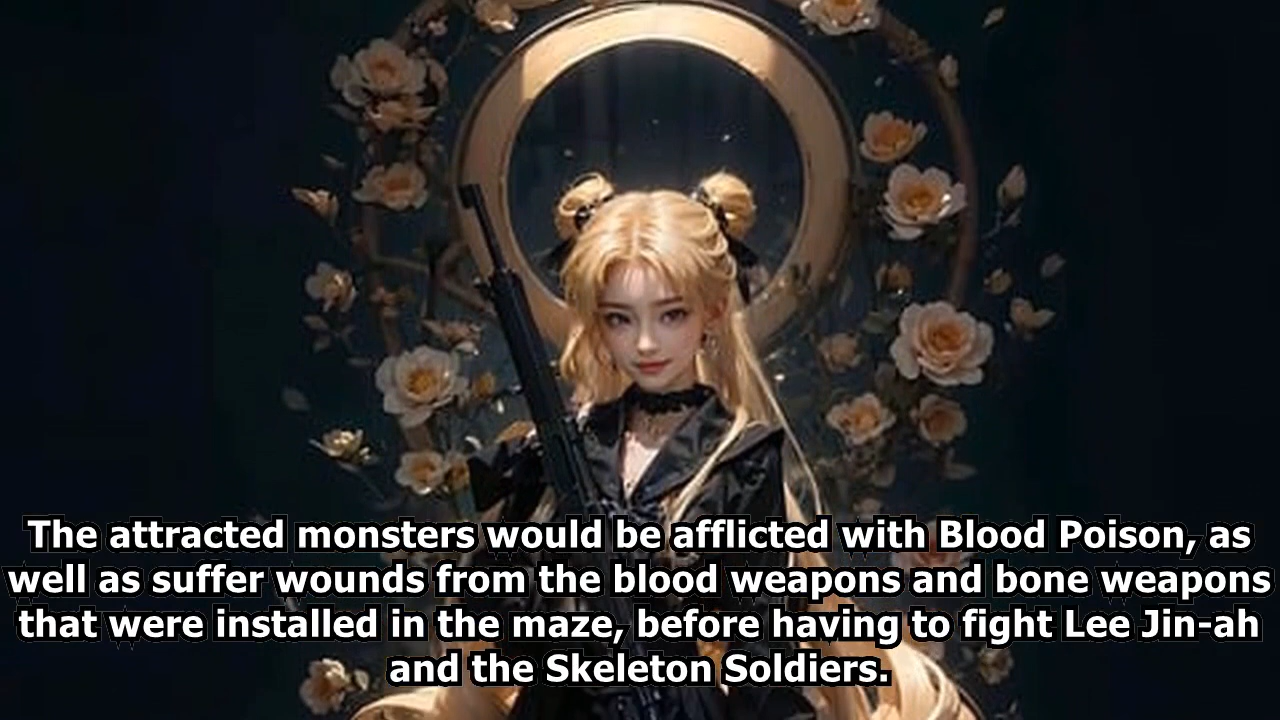 The attracted monsters would be afflicted with Blood Poison, as
well as suffer wounds from the blood weapons and bone weapons
that were installed in the maze, before having to fight Lee Jin-ah
and the Skeleton Soldiers.